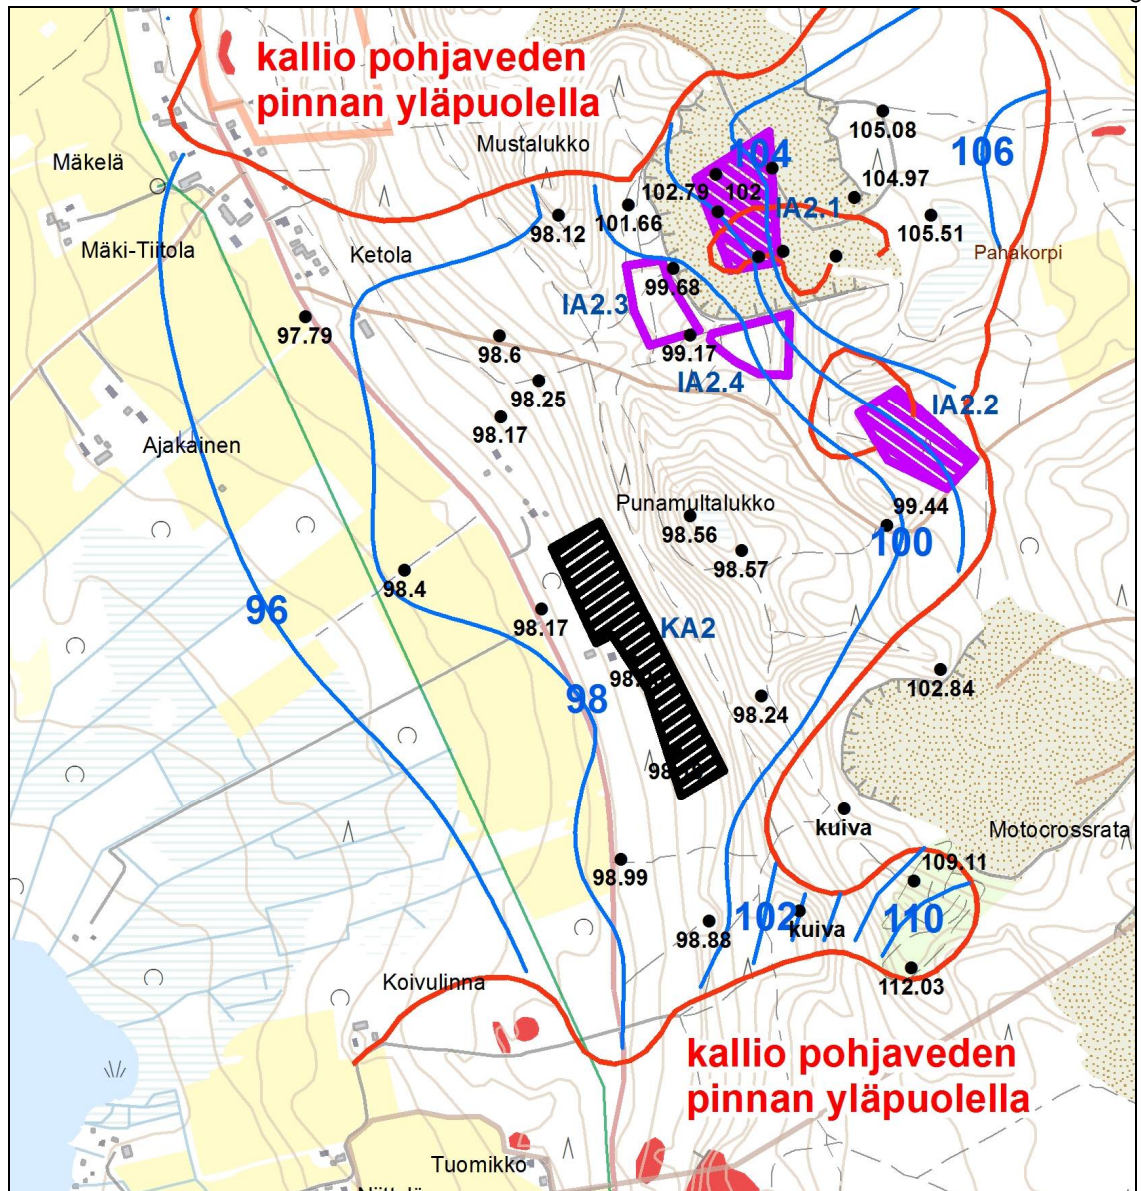 kallio pohjaveden
pinnan yläpuolella
Mustalukko
Mäkelä
105.08
104
106
102.79
102
104.97
101.66
IA2.1
98.12
105.51
Mäki-Tiitola
Ketola
Pahakorpi
99.68
IA2.3
97.79
98.6
99.17
IA2.4
98.25
IA2.2
98.17
Ajakainen
Punamultalukko
99.44
98.56
100
98.57
98.4
96
98.17
KA2
98.
102.84
98
98.24
98.
kuiva
Motocrossrata
109.11
98.99
102
kuiva
110
98.88
Koivulinna
112.03
kallio pohjaveden
pinnan yläpuolella
Tuomikko